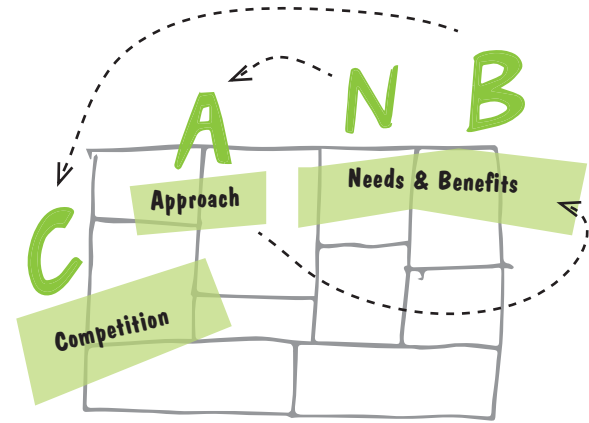 N B
A
Needs & Benefits
Approach
C
Competition